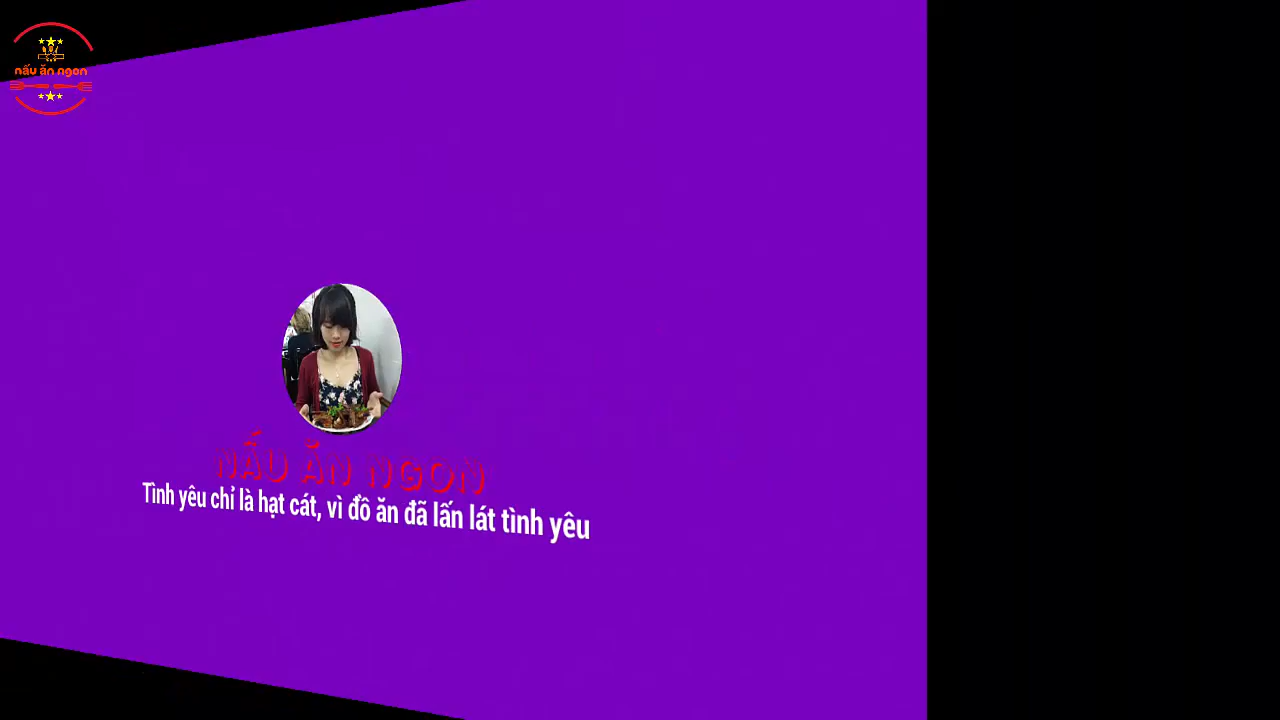 nấu ăn ngon
NẤU ĂN NGON
Tình yêu chỉ là hạt cát, vì đồ ăn đã lấn lát tình yêu